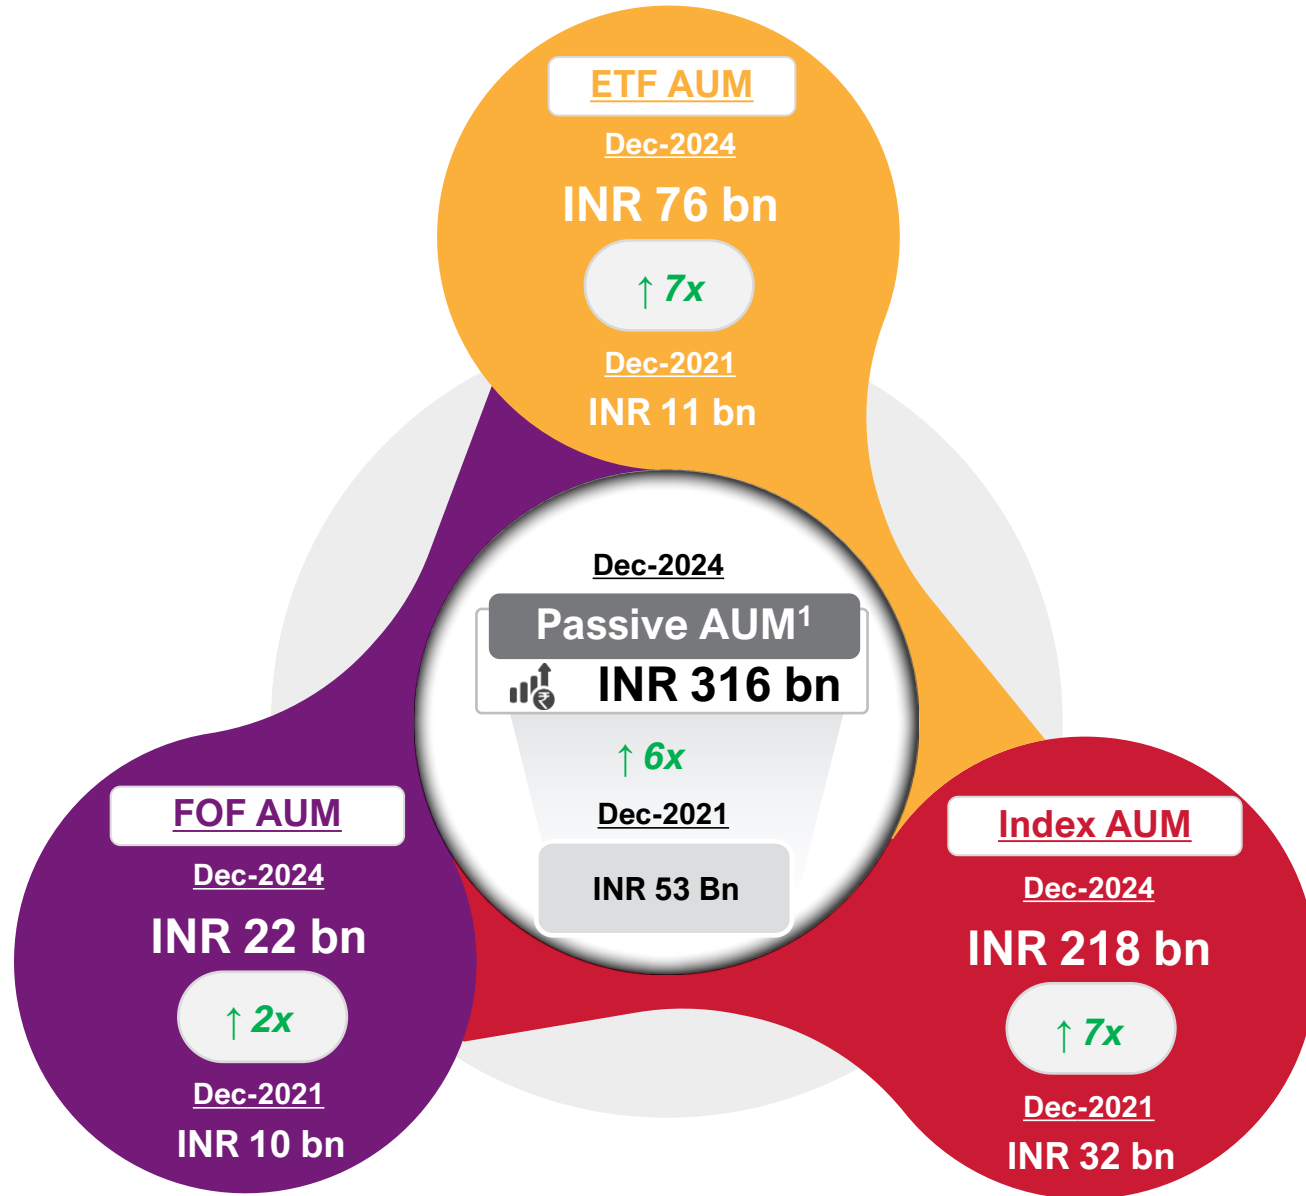 ETF AUM
Dec-2024
INR 76 bn
↑ 7x
Dec-2021
INR 11 bn
Dec-2024
Passive AUM¹
INR 316 bn
↑ 6x
Dec-2021
INR 53 Bn
FOF AUM
Dec-2024
INR 22 bn
↑ 2x
Dec-2021
INR 10 bn
Index AUM
Dec-2024
INR 218 bn
↑ 7x
Dec-2021
INR 32 bn